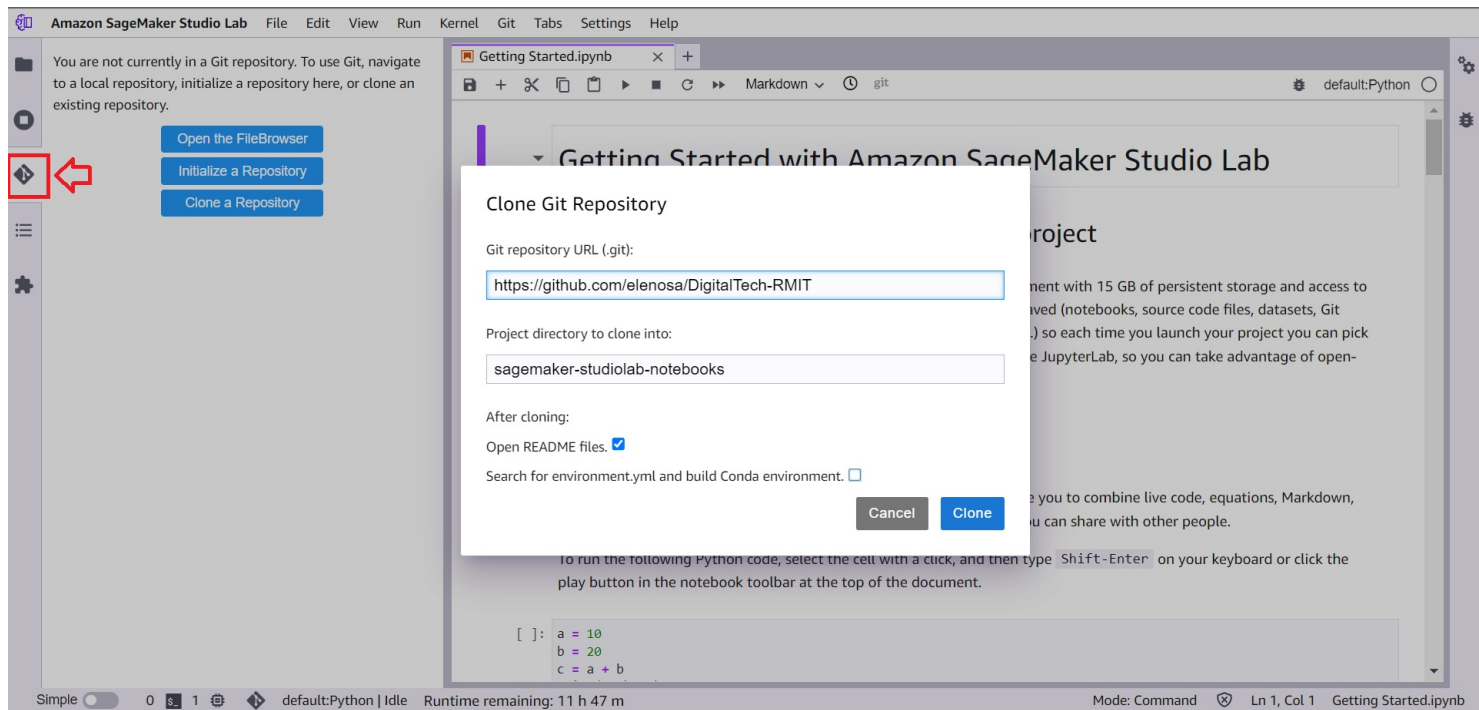 Amazon SageMaker Studio Lab File Edit View Run Kernel Git Tabs Settings Help
You are not currently in a Git repository. To use Git, navigate
to a local repository, initialize a repository here, or clone an
existing repository.
Open the FileBrowser
Initialize a Repository
Clone a Repository
Getting Started.ipynb
Markdown
git
default:Python
Getting Started with Amazon SageMaker Studio Lab
roject
ment with 15 GB of persistent storage and access to
aved (notebooks, source code files, datasets, Git
.) so each time you launch your project you can pick
e JupyterLab, so you can take advantage of open-
e you to combine live code, equations, Markdown,
u can share with other people.
To run the following Python code, select the cell with a click, and then type Shift-Enter on your keyboard or click the
play button in the notebook toolbar at the top of the document.
[ ]: a = 10
b = 20
c = a + b
Clone Git Repository
Git repository URL (.git):
https://github.com/elenosa/DigitalTech-RMIT
Project directory to clone into:
sagemaker-studiolab-notebooks
After cloning:
Open README files.
Search for environment.yml and build Conda environment.
Cancel
Clone
Simple 0 $_ 1 default:Python | Idle Runtime remaining: 11 h 47 m Mode: Command Ln 1, Col 1 Getting Started.ipynb